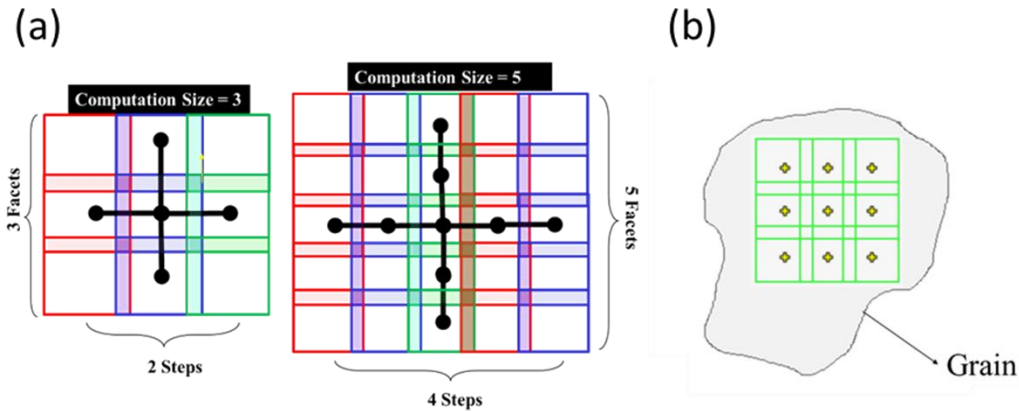 (a)
Computation Size = 3
3 Facets
2 Steps
Computation Size = 5
5 Facets
4 Steps
(b)
Grain